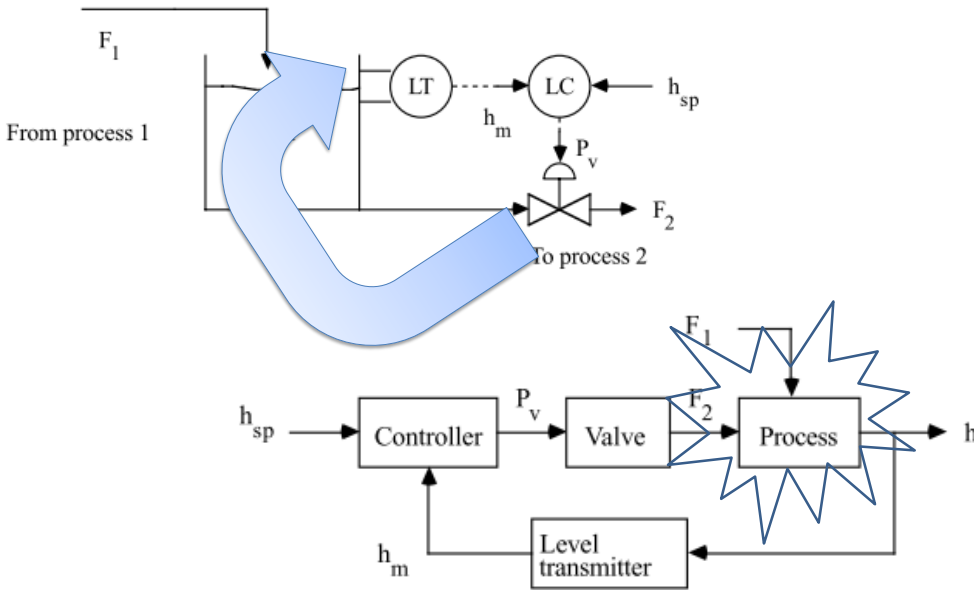 F1
LT
LC
hsp
hm
From process 1
Pv
F2
To process 2
F1
hsp
Pv
F2
Controller
Valve
Process
h
hm
Level
transmitter